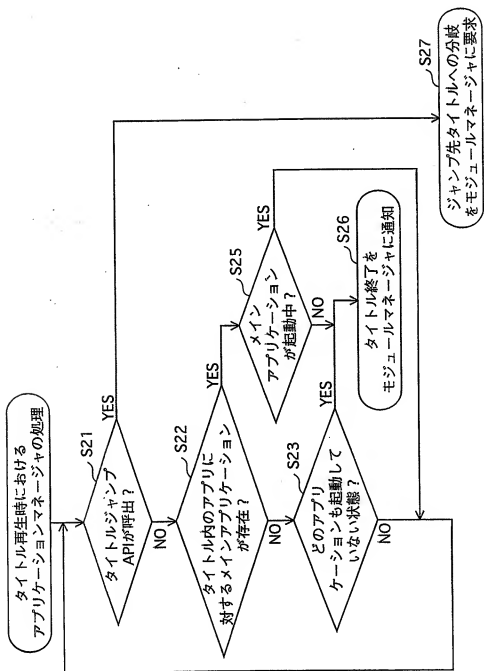 タイトル再生時における
アプリケーションマネージャの処理
S21
タイトルジャンプ
APIが呼出?
YES
NO
S22
タイトル内のアプリに
対するメインアプリケーション
が存在?
YES
NO
S25
メイン
アプリケーション
が起動中?
YES
NO
S23
どのアプリ
ケーションも起動して
いない状態?
YES
NO
S26
タイトル終了を
モジュールマネージャに通知
S27
ジャンプ先タイトルへの分岐
をモジュールマネージャに要求